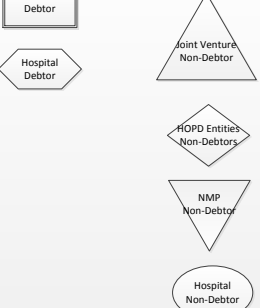 Debtor
Joint Venture
Non-Debtor
Hospital
Debtor
HOPD Entities
Non-Debtors
NMP
Non-Debtor
Hospital
Non-Debtor